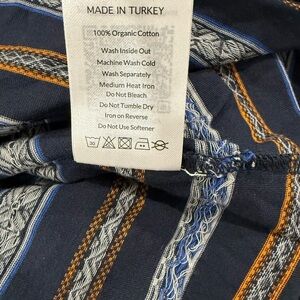 MADE IN TURKEY
100% Organic Cotton
Wash Inside Out
Machine Wash Cold
Wash Separately
Medium Heat Iron
Do Not Bleach
Do Not Tumble Dry
Iron on Reverse
Do Not Use Softener
30